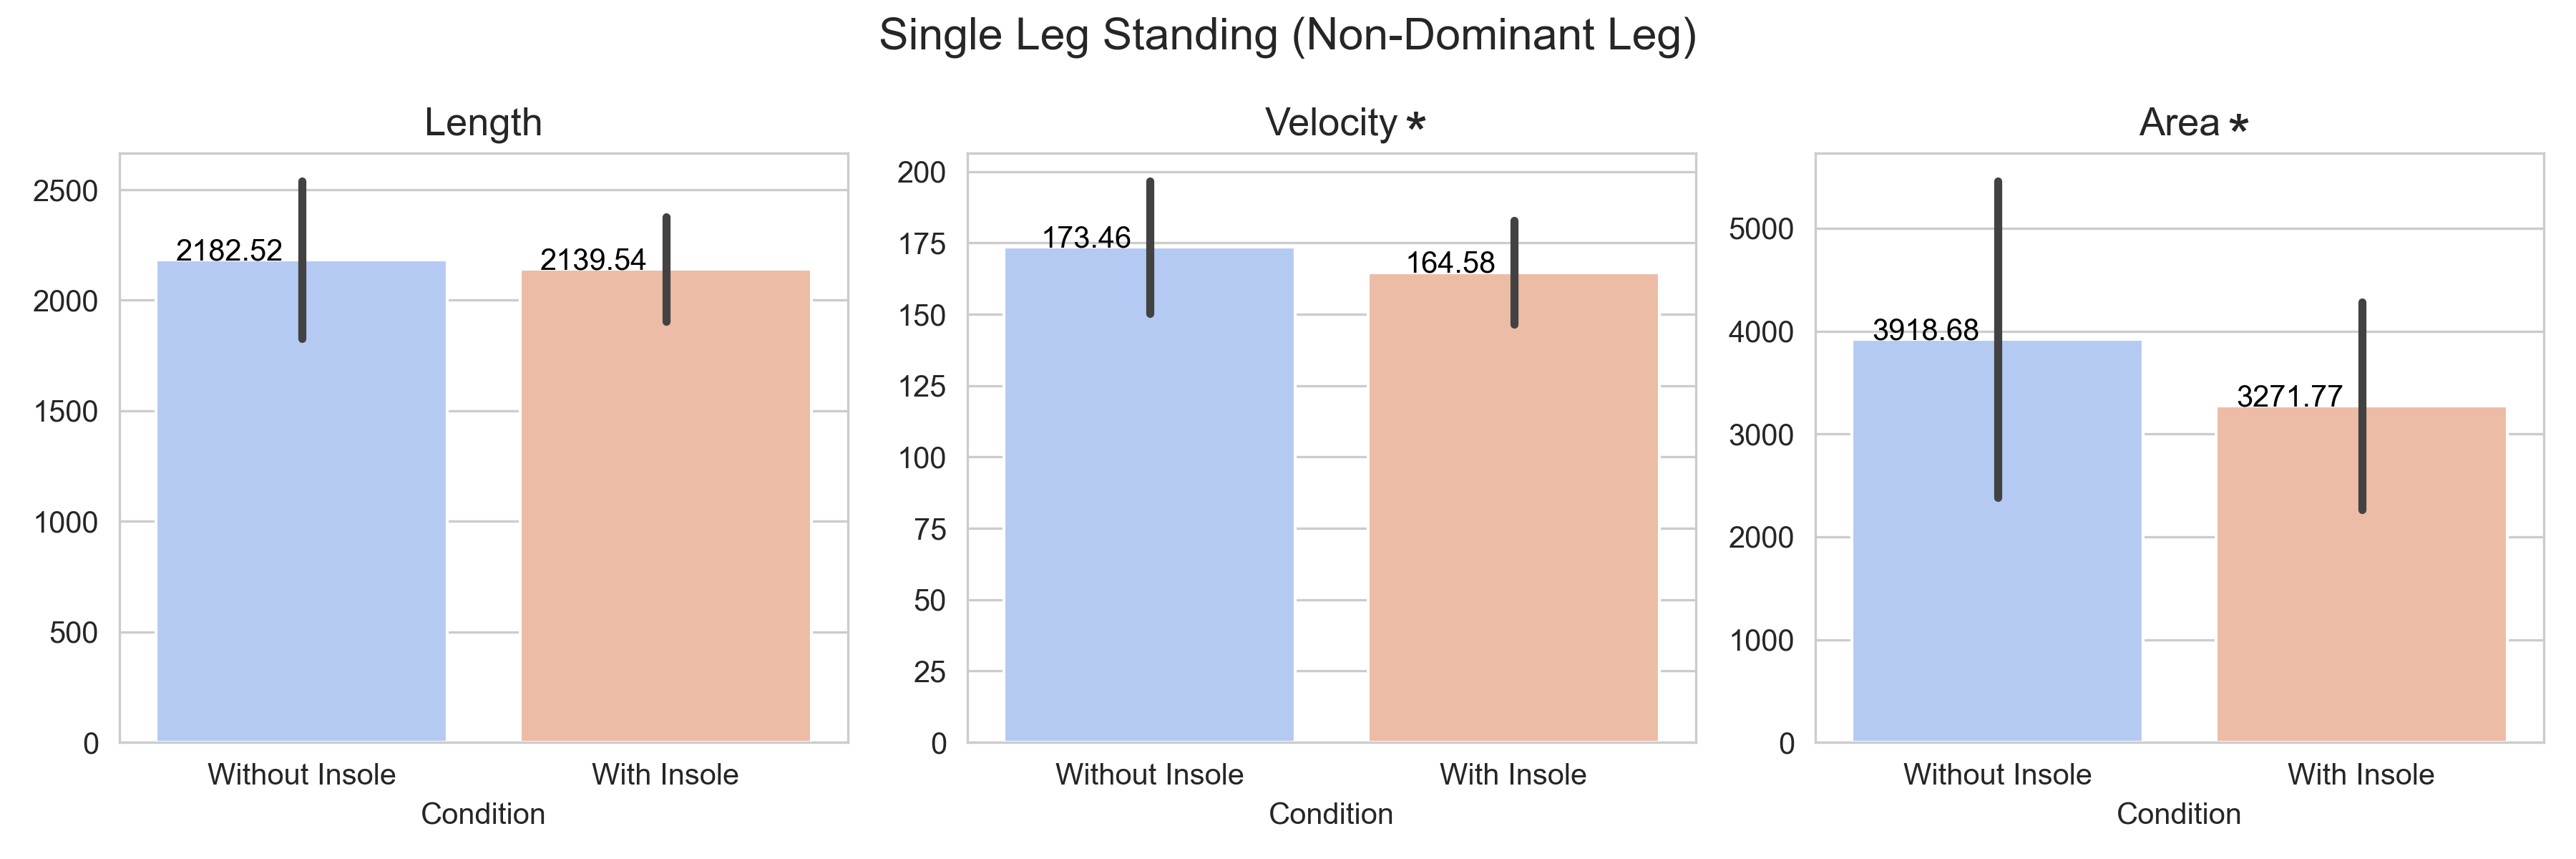 Single Leg Standing (Non-Dominant Leg)
Length
2500
2000
1500
1000
500
0
2182.52
2139.54
Without Insole
With Insole
Condition
Velocity *
200
175
150
125
100
75
50
25
0
173.46
164.58
Without Insole
With Insole
Condition
Area *
5000
4000
3000
2000
1000
0
3918.68
3271.77
Without Insole
With Insole
Condition